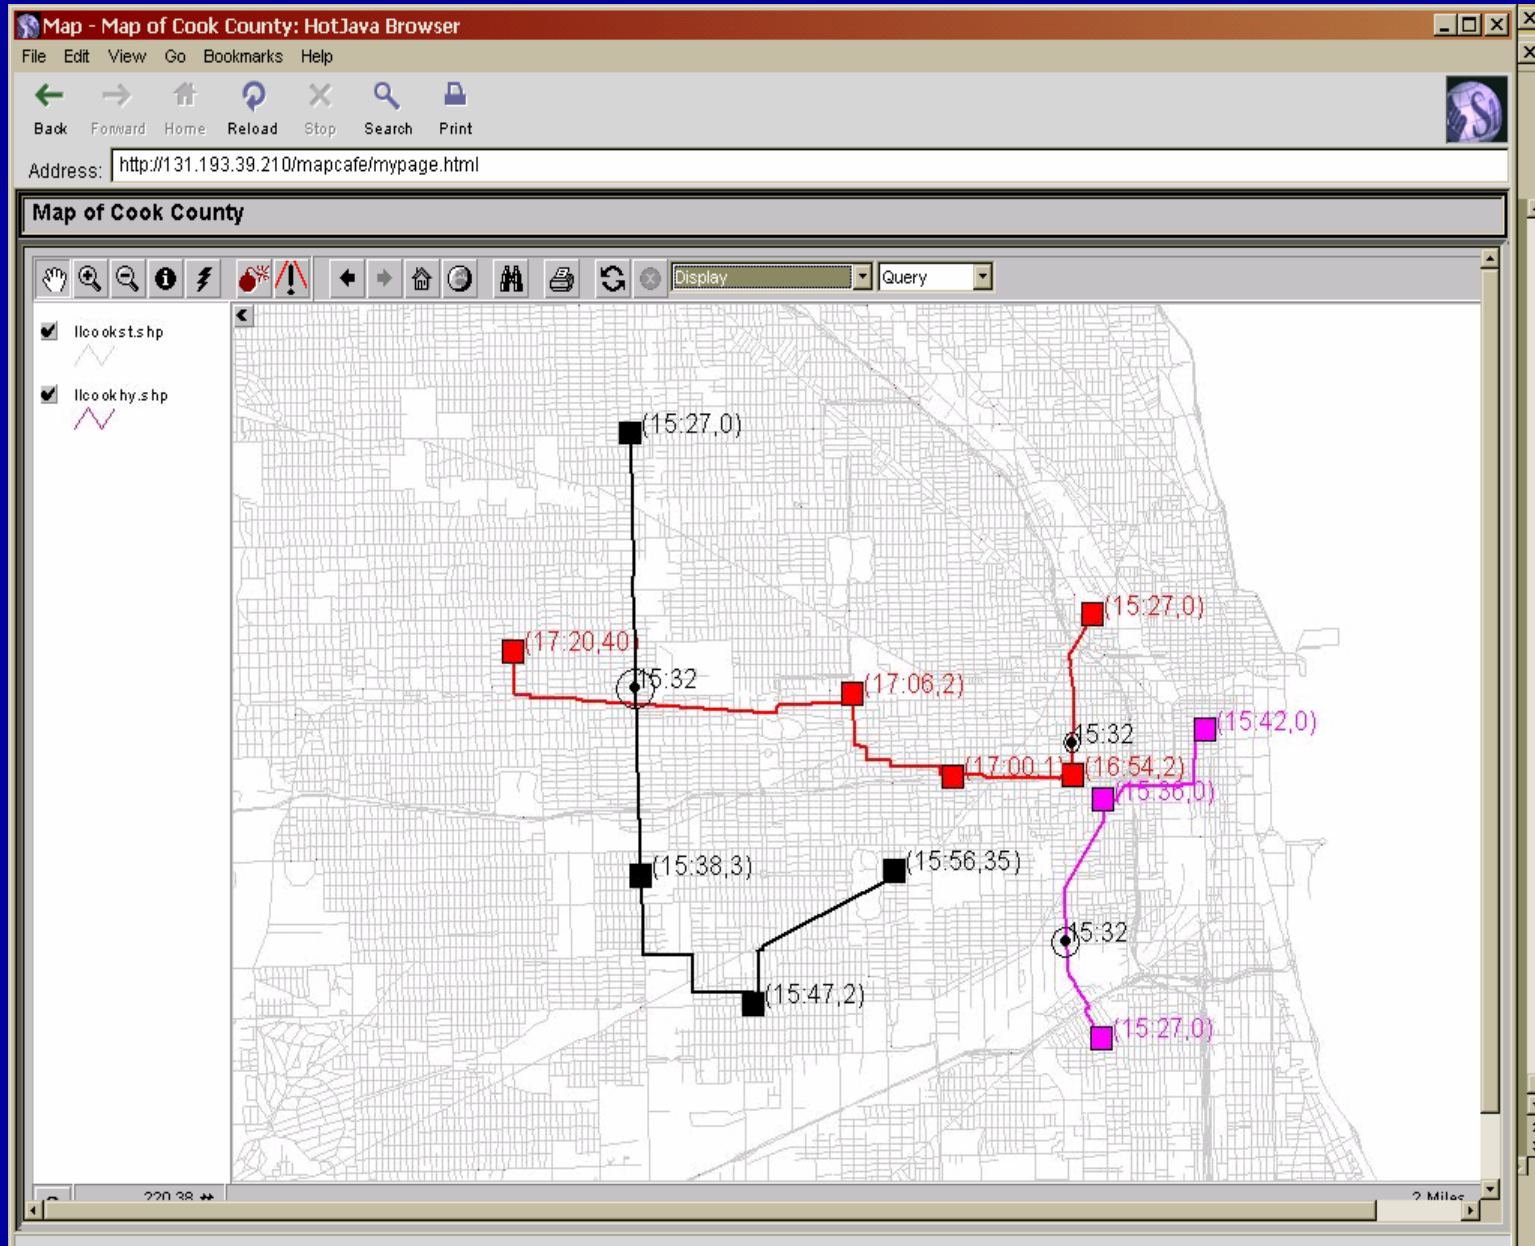 Map - Map of Cook County: HotJava Browser
File Edit View Go Bookmarks Help
Back Forward Home Reload Stop Search Print
Address: http://131.193.39.210/mapcafe/mypage.html
Map of Cook County
Display Query
Ilcookst.shp
Ilcookhy.shp
(15:27,0)
(15:27,0)
(17:20,40)
15:32
(17:06,2)
(15:42,0)
15:32
(17:00,1)
(16:54,2)
(15:36,0)
(15:38,3)
(15:56,35)
15:32
(15:47,2)
(15:27,0)
220.38
2 Miles